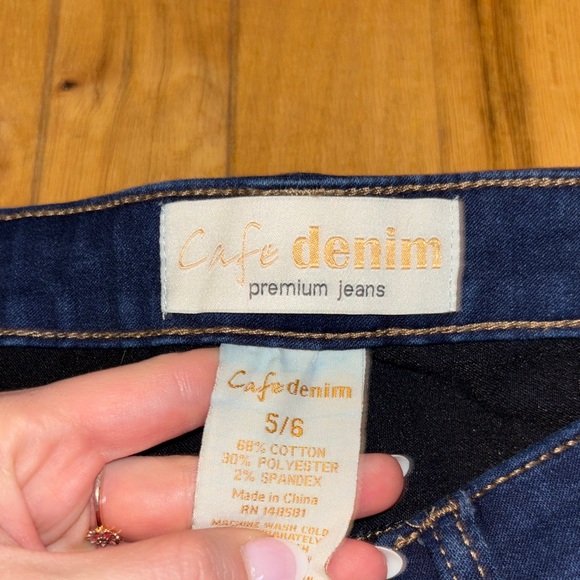 Cafe denim
premium jeans
Cafe denim
5/6
68% COTTON
30% POLYESTER
2% SPANDEX
Made in China
RN 148581
MACHINE WASH COLD